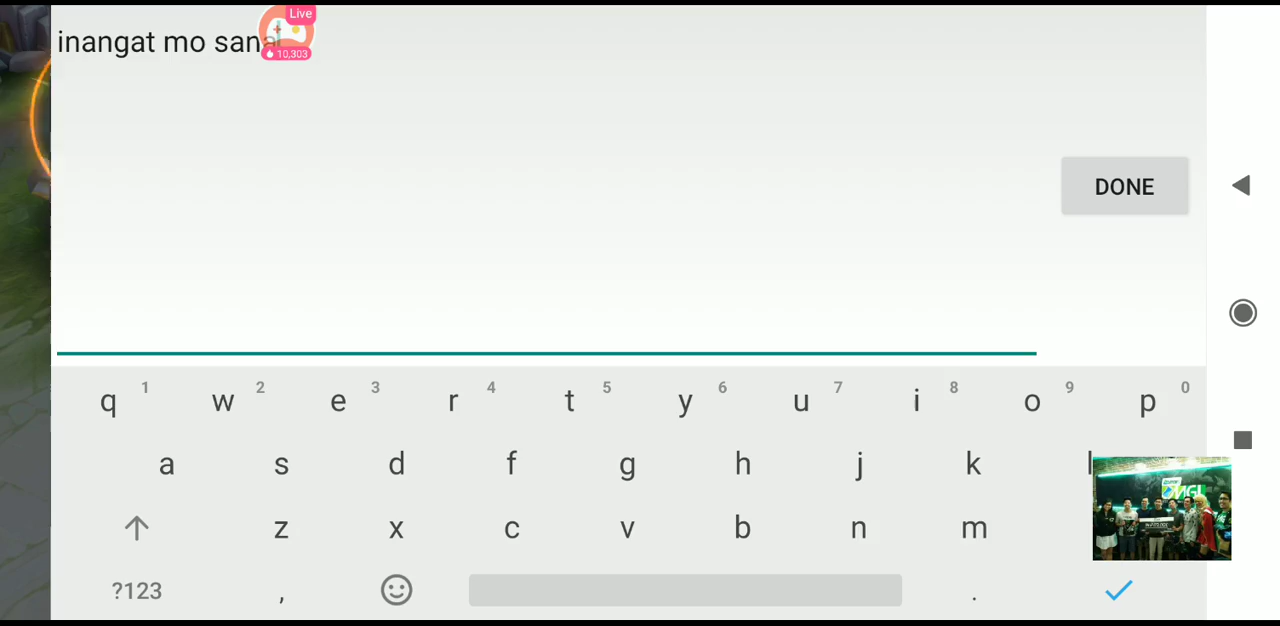 inangat mo sana
Live
10,303
DONE
q 1 w 2 e 3 r 4 t 5 y 6 u 7 i 8 o 9 p 0
a s d f g h j k l
z x c v b n m
?123 , .